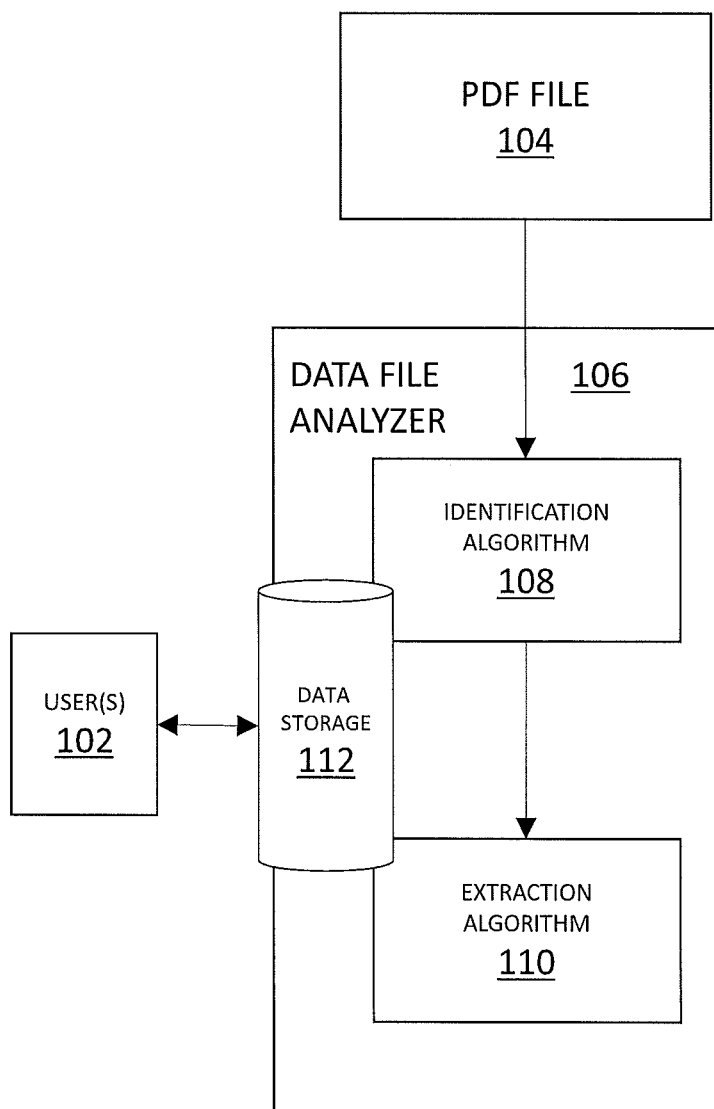 PDF FILE
104
DATA FILE
ANALYZER
106
IDENTIFICATION
ALGORITHM
108
USER(S)
102
DATA
STORAGE
112
EXTRACTION
ALGORITHM
110